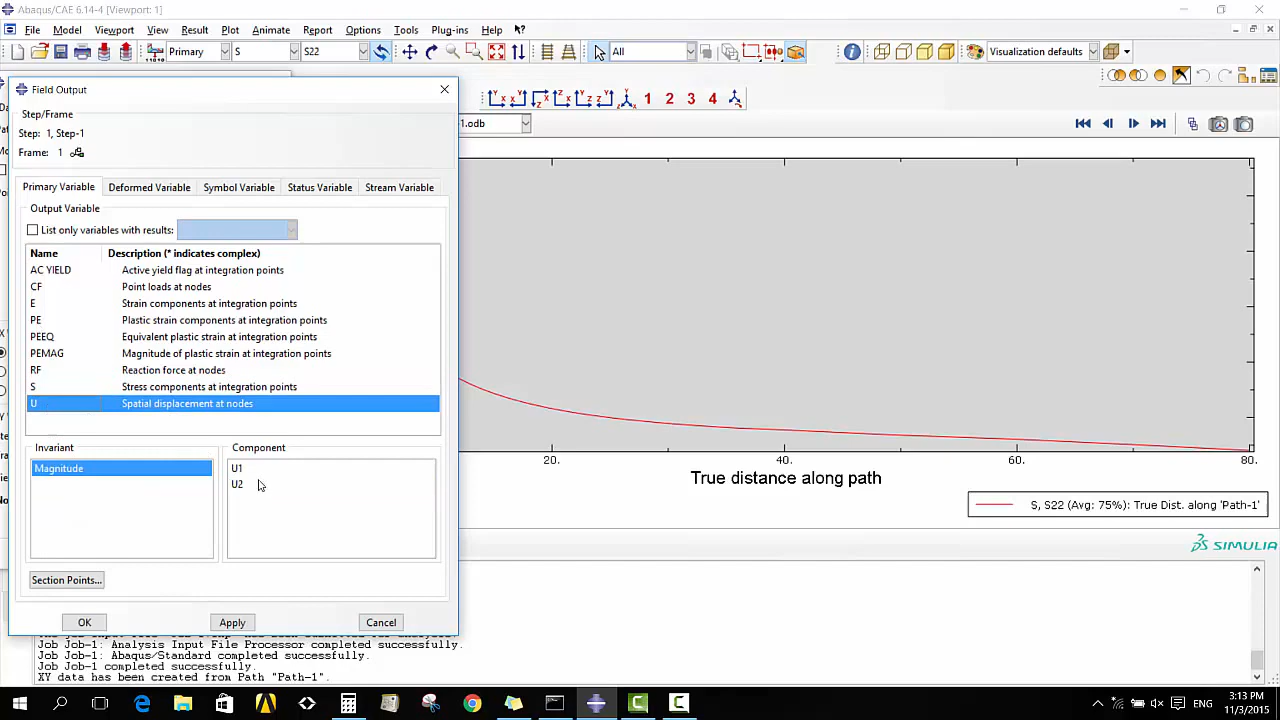 Abaqus/CAE 6.14-4 [Viewport: 1]
File Model Viewport View Result Plot Animate Report Options Tools Plug-ins Help
Primary S S22 All Visualization defaults
Field Output
1 2 3 4
Step/Frame
1.odb
Step: 1, Step-1
Frame: 1
Primary Variable Deformed Variable Symbol Variable Status Variable Stream Variable
Output Variable
List only variables with results:
Name Description (* indicates complex)
AC YIELD Active yield flag at integration points
CF Point loads at nodes
E Strain components at integration points
PE Plastic strain components at integration points
PEEQ Equivalent plastic strain at integration points
PEMAG Magnitude of plastic strain at integration points
RF Reaction force at nodes
S Stress components at integration points
U Spatial displacement at nodes
Invariant Component
Magnitude U1
U2
Section Points...
OK Apply Cancel
20. 40. 60. 80.
True distance along path
S, S22 (Avg: 75%): True Dist. along 'Path-1'
SIMULIA
Job Job-1: Analysis Input File Processor completed successfully.
Job Job-1: Abaqus/Standard completed successfully.
Job Job-1 completed successfully.
XY data has been created from Path "Path-1".
ENG
3:13 PM
11/3/2015